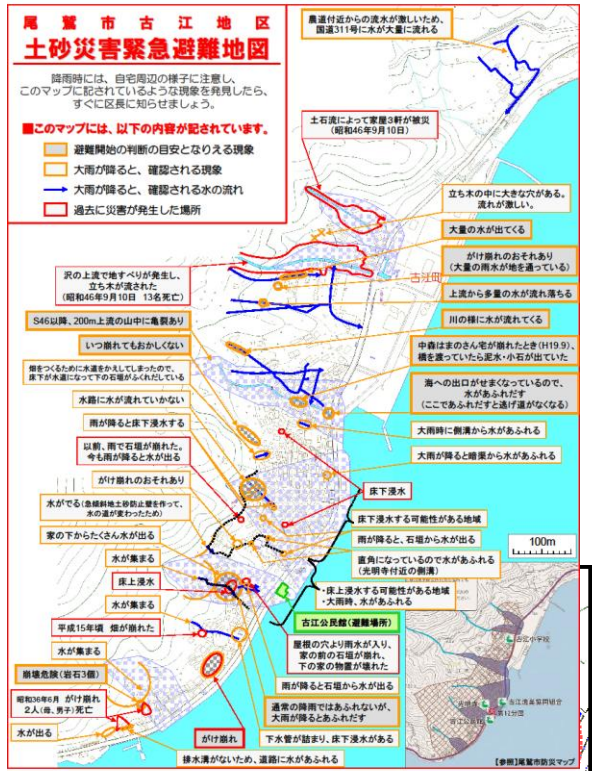 尾鷲市古江地区
土砂災害緊急避難地図
降雨時には、自宅周辺の様子に注意し、
このマップに記されているような現象を発見したら、
すぐに区長に知らせましょう。
■このマップには、以下の内容が記されています。
避難開始の判断の目安となりえる現象
大雨が降ると、確認される現象
大雨が降ると、確認される水の流れ
過去に災害が発生した場所
農道付近からの流水が激しいため、
国道311号に水が大量に流れる
土石流によって家屋3軒が被災
(昭和46年9月10日)
立ち木の中に大きな穴がある。
流れが激しい。
大量の水が出てくる
がけ崩れのおそれあり
(大量の雨水が地を通っている)
古江町
沢の上流で地すべりが発生し、
立ち木が流された
(昭和46年9月10日 13名死亡)
上流から多量の水が流れ落ちる
S46以降、200m上流の山中に亀裂あり
川の様に水が流れてくる
いつ崩れてもおかしくない
中森はまのさん宅が崩れたとき(H19.9)、
橋を渡っていたら泥水・小石が出ていた
畑をつくるために水道をかえしてしまったので、
床下が水道になって下の石垣がふくれだしている
海への出口がせまくなっているので、
水があふれだす
(ここであふれだすと逃げ道がなくなる)
水路に水が流れていかない
雨が降ると床下浸水する
大雨時に側溝から水があふれる
以前、雨で石垣が崩れた。
今も雨が降ると水が出る
大雨が降ると暗渠から水があふれる
がけ崩れのおそれあり
床下浸水
水がでる(急傾斜地土砂防止壁を作って、
水の道が変わったため)
床下浸水する可能性がある地域
家の下からたくさん水が出る
雨が降ると、石垣から水が出る
100m
水が集まる
直角になっているので水があふれる
(光明寺付近の側溝)
床上浸水
・床上浸水する可能性がある地域
・大雨時、水があふれる
水が集まる
古江公民館(避難場所)
平成15年頃 畑が崩れた
屋根の穴より雨水が入り、
家の前の石垣が崩れ、
下の家の物置が壊れた
水が集まる
崩壊危険(岩石3個)
雨が降ると石垣から水が出る
昭和36年6月 がけ崩れ
2人(母、男子)死亡
通常の降雨ではあふれないが、
大雨が降るとあふれだす
水が出る
がけ崩れ
下水管が詰まり、床下浸水がある
排水溝がないため、道路に水があふれる
古江小学校
古江漁業協同組合
光明寺
第12分団
古江公民館
【参照】尾鷲市防災マップ